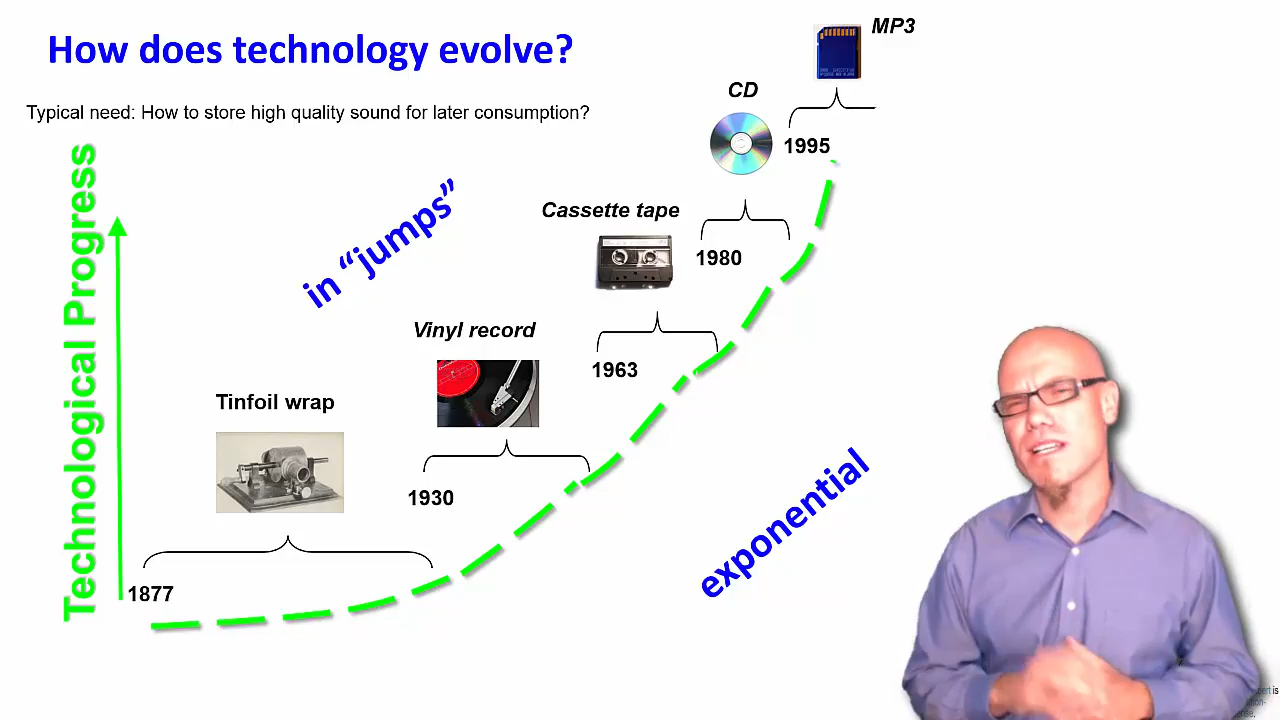 How does technology evolve?
Typical need: How to store high quality sound for later consumption?
Technological Progress
in “jumps”
exponential
MP3
CD
1995
Cassette tape
1980
Vinyl record
1963
Tinfoil wrap
1930
1877